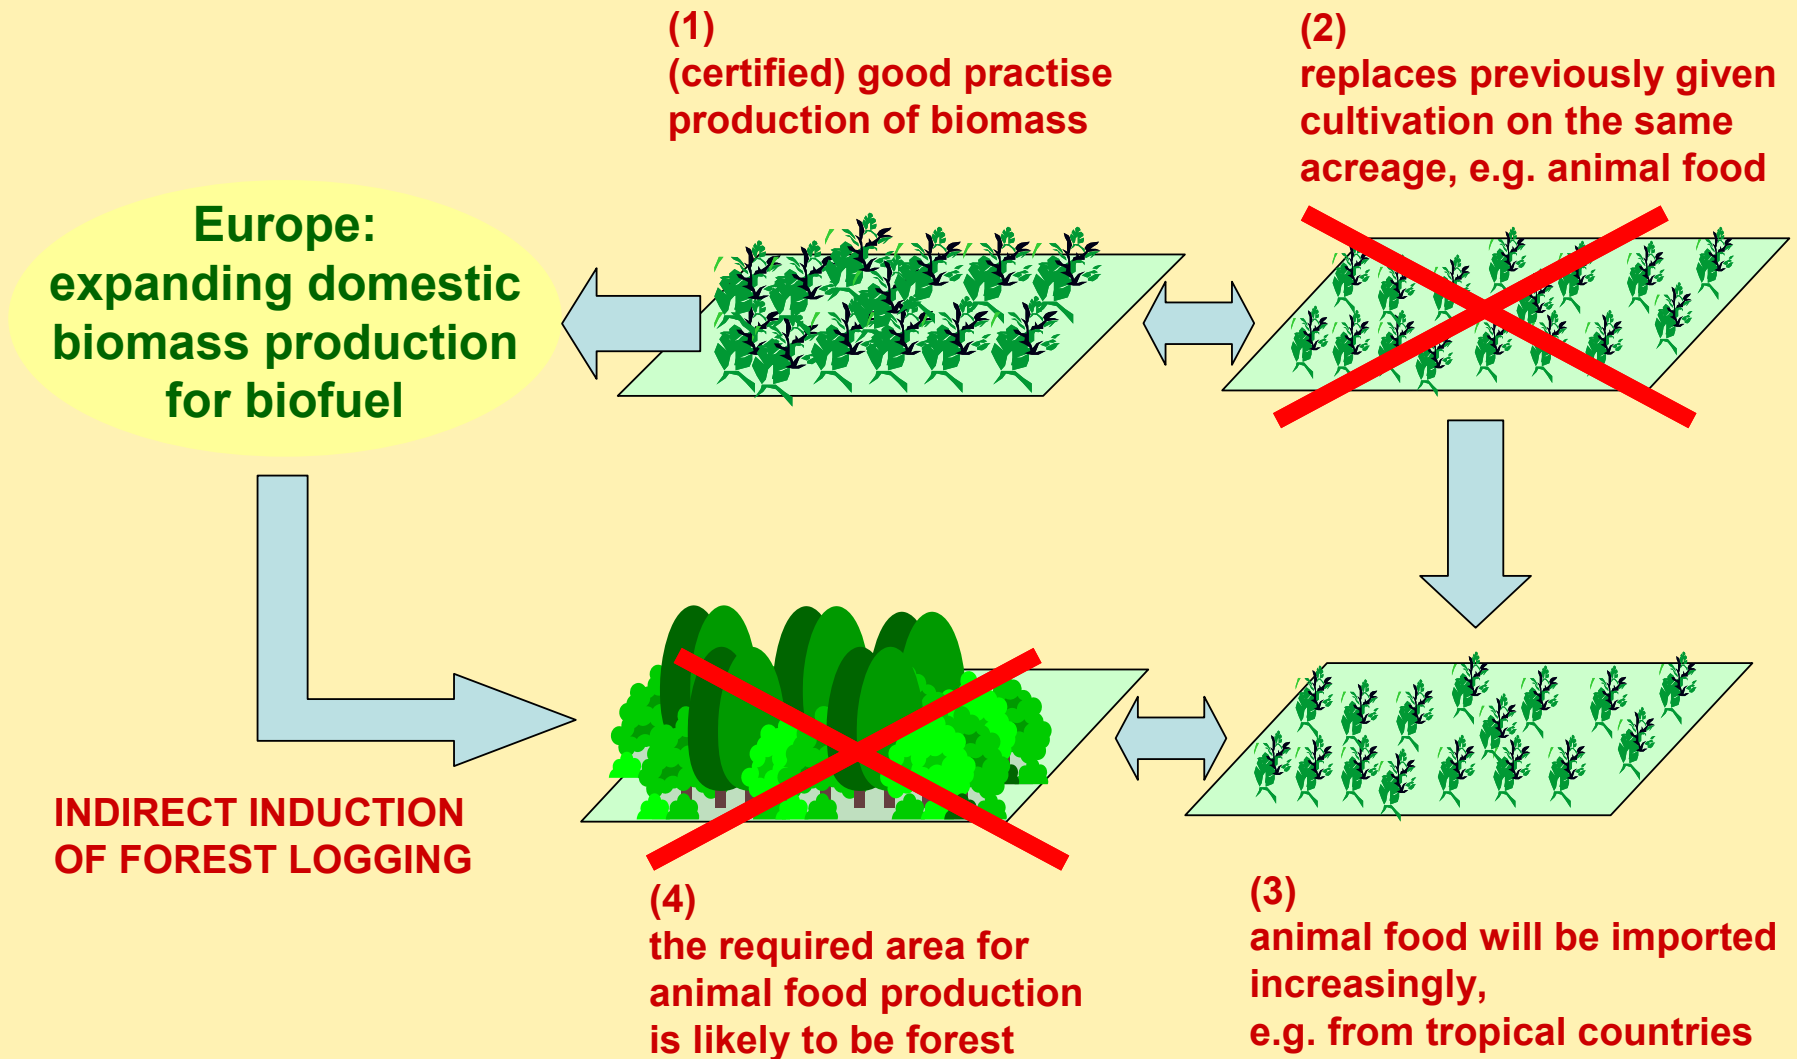 (1)
(certified) good practise
production of biomass
(2)
replaces previously given
cultivation on the same
acreage, e.g. animal food
Europe:
expanding domestic
biomass production
for biofuel
INDIRECT INDUCTION
OF FOREST LOGGING
(4)
the required area for
animal food production
is likely to be forest
(3)
animal food will be imported
increasingly,
e.g. from tropical countries